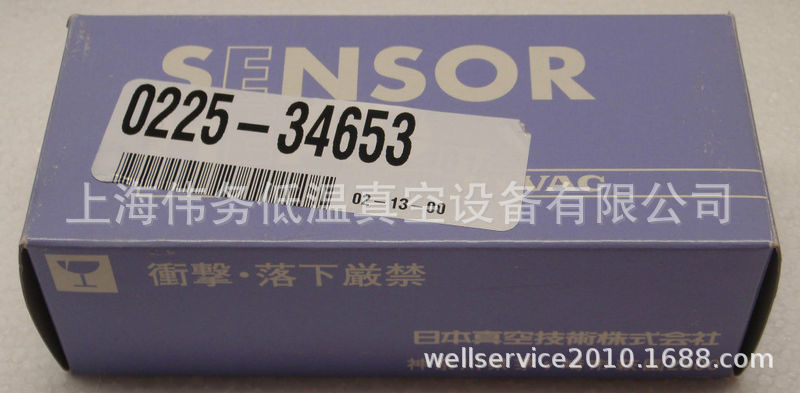 SENSOR
0225-34653
02-13-00
VAC
上海伟务低温真空设备有限公司
衝撃・落下厳禁
日本真空技術株式会社
wellservice2010.1688.com